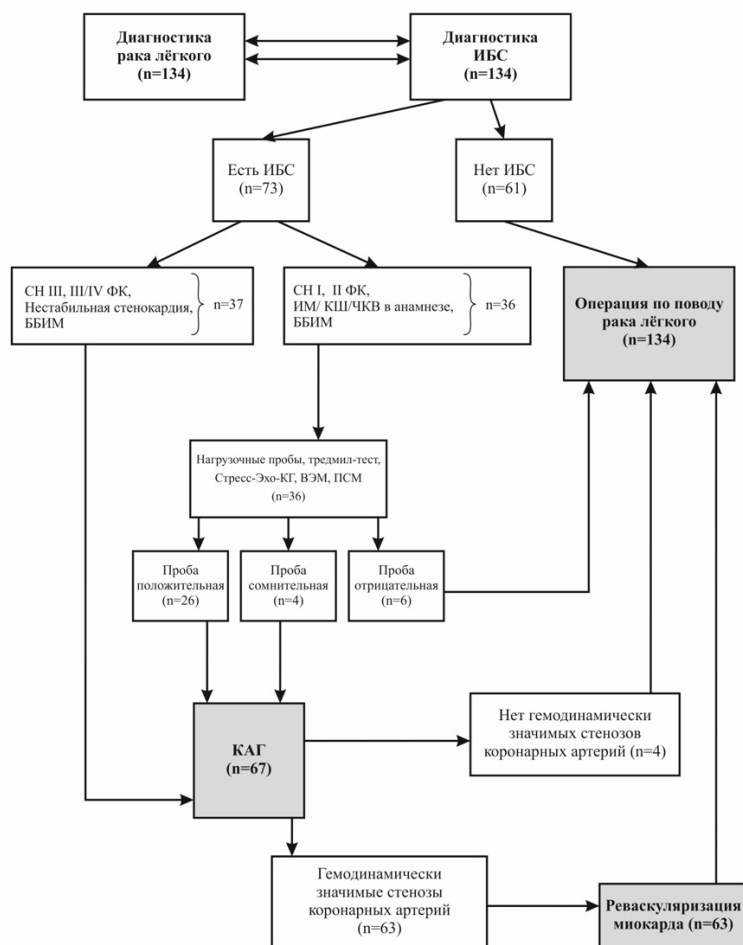 Диагностика
рака лёгкого
(n=134)
Диагностика
ИБС
(n=134)
Есть ИБС
(n=73)
Нет ИБС
(n=61)
СН III, III/IV ФК,
Нестабильная стенокардия,
ББИМ
n=37
СН I, II ФК,
ИМ/ КШ/ЧКВ в анамнезе,
ББИМ
n=36
Операция по поводу
рака лёгкого
(n=134)
Нагрузочные пробы, тредмил-тест,
Стресс-Эхо-КГ, ВЭМ, ПСМ
(n=36)
Проба
положительная
(n=26)
Проба
сомнительная
(n=4)
Проба
отрицательная
(n=6)
КАГ
(n=67)
Нет гемодинамически
значимых стенозов
коронарных артерий (n=4)
Гемодинамически
значимые стенозы
коронарных артерий
(n=63)
Реваскуляризация
миокарда (n=63)